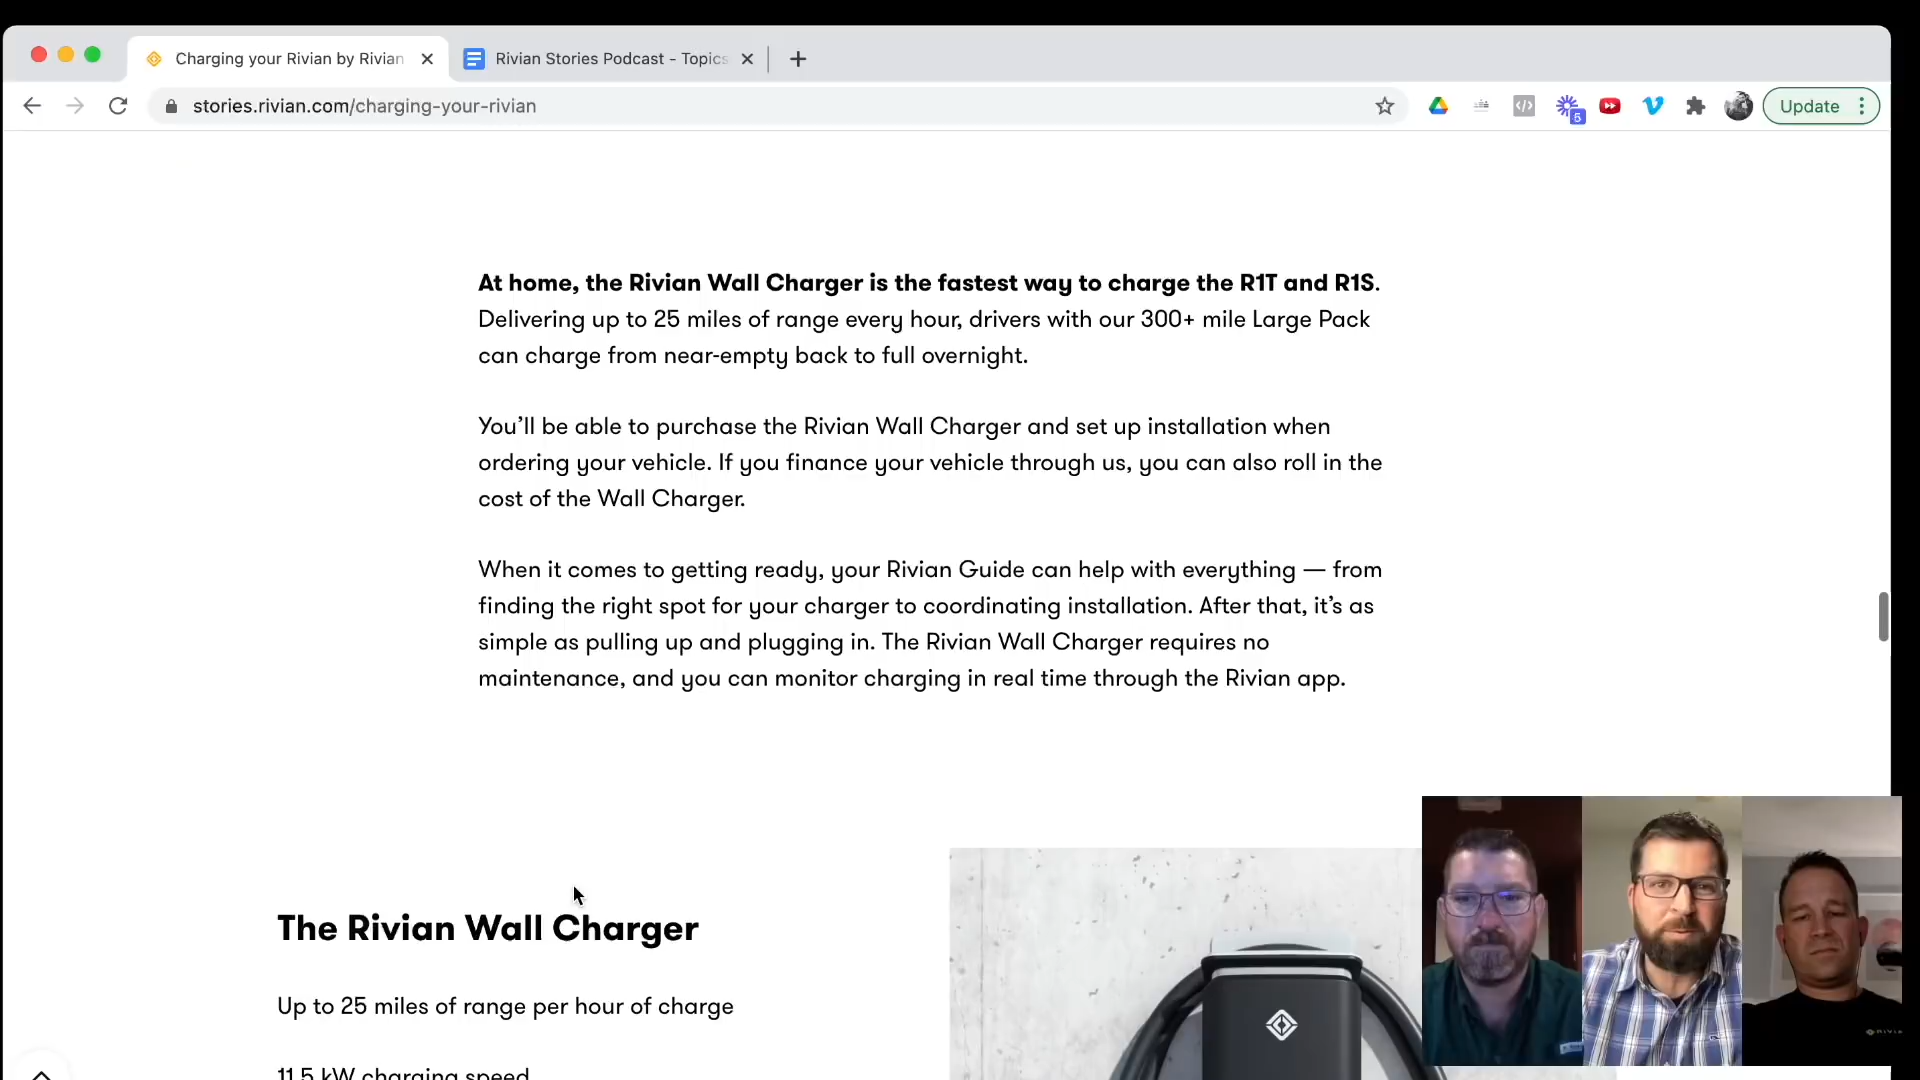 Charging your Rivian by Rivian
Rivian Stories Podcast - Topics
stories.rivian.com/charging-your-rivian
5
Update
At home, the Rivian Wall Charger is the fastest way to charge the R1T and R1S.
Delivering up to 25 miles of range every hour, drivers with our 300+ mile Large Pack
can charge from near-empty back to full overnight.
You’ll be able to purchase the Rivian Wall Charger and set up installation when
ordering your vehicle. If you finance your vehicle through us, you can also roll in the
cost of the Wall Charger.
When it comes to getting ready, your Rivian Guide can help with everything — from
finding the right spot for your charger to coordinating installation. After that, it’s as
simple as pulling up and plugging in. The Rivian Wall Charger requires no
maintenance, and you can monitor charging in real time through the Rivian app.
The Rivian Wall Charger
Up to 25 miles of range per hour of charge
11.5 kW charging speed